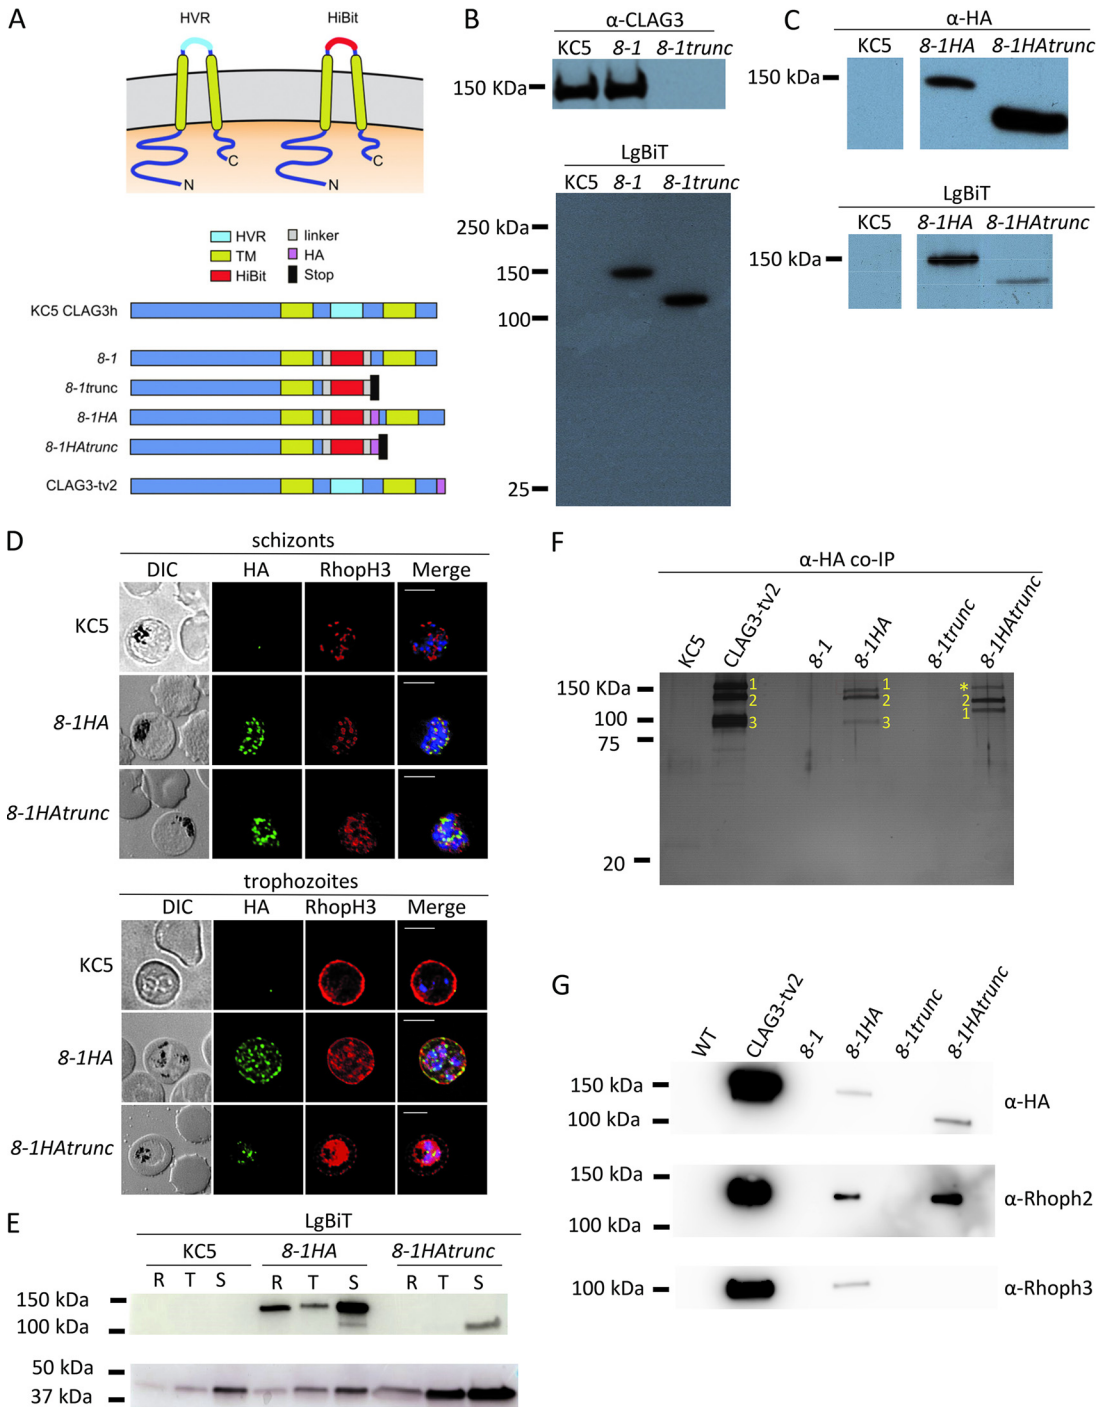 A
HVR
HiBit
N
C
N
C
HVR
TM
HiBit
linker
HA
Stop
KC5 CLAG3h
8-1
8-1trunc
8-1HA
8-1HAtrunc
CLAG3-tv2
B
α-CLAG3
KC5 8-1 8-1trunc
150 KDa
LgBiT
KC5 8-1 8-1trunc
250 kDa
150
100
25
C
α-HA
KC5 8-1HA 8-1HAtrunc
150 kDa
LgBiT
KC5 8-1HA 8-1HAtrunc
150 kDa
D
schizonts
DIC HA RhopH3 Merge
KC5
8-1HA
8-1HAtrunc
trophozoites
DIC HA RhopH3 Merge
KC5
8-1HA
8-1HAtrunc
E
LgBiT
KC5 8-1HA 8-1HAtrunc
R T S R T S R T S
150 kDa
100 kDa
50 kDa
37 kDa
F
α-HA co-IP
KC5 CLAG3-tv2 8-1 8-1HA 8-1trunc 8-1HAtrunc
150 KDa
100
75
20
1 1 *
2 2 2
1
3 3
G
WT CLAG3-tv2 8-1 8-1HA 8-1trunc 8-1HAtrunc
150 kDa
100 kDa
α-HA
150 kDa
100 kDa
α-Rhoph2
100 kDa
α-Rhoph3